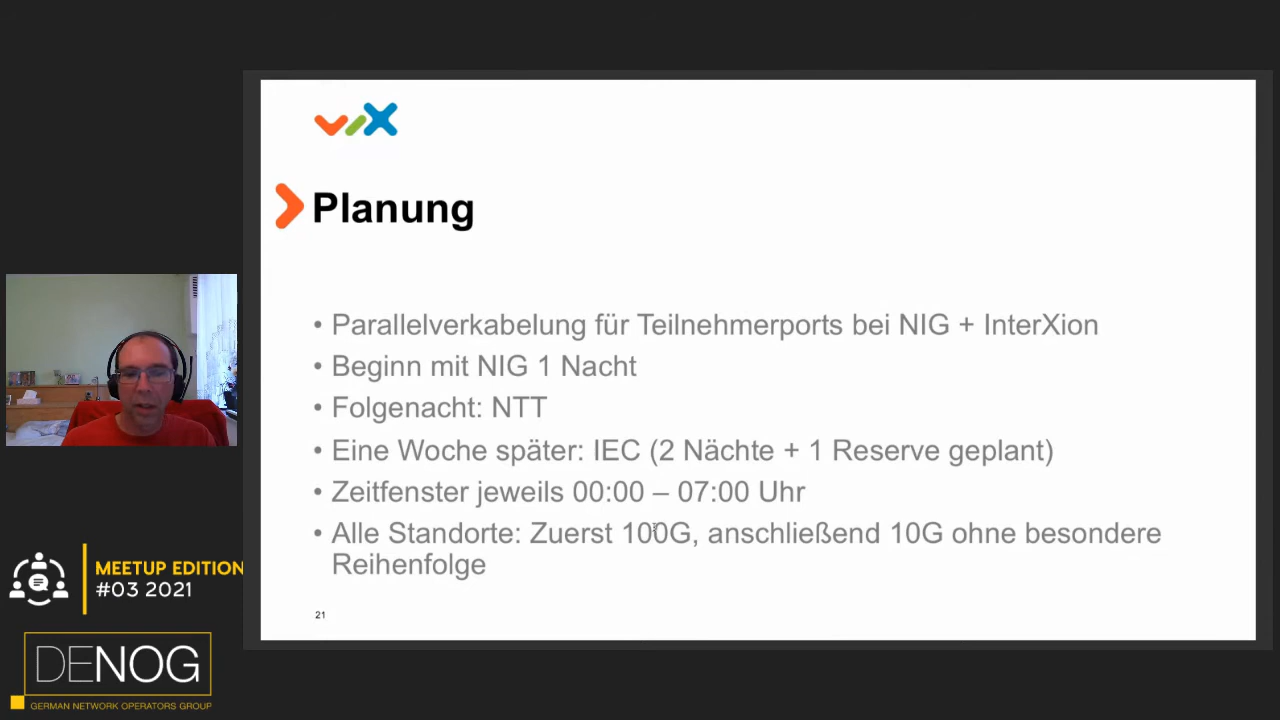 vix
Planung
• Parallelverkabelung für Teilnehmerports bei NIG + InterXion
• Beginn mit NIG 1 Nacht
• Folgenacht: NTT
• Eine Woche später: IEC (2 Nächte + 1 Reserve geplant)
• Zeitfenster jeweils 00:00 – 07:00 Uhr
• Alle Standorte: Zuerst 100G, anschließend 10G ohne besondere
Reihenfolge
21
MEETUP EDITION
#03 2021
DENOG
GERMAN NETWORK OPERATORS GROUP